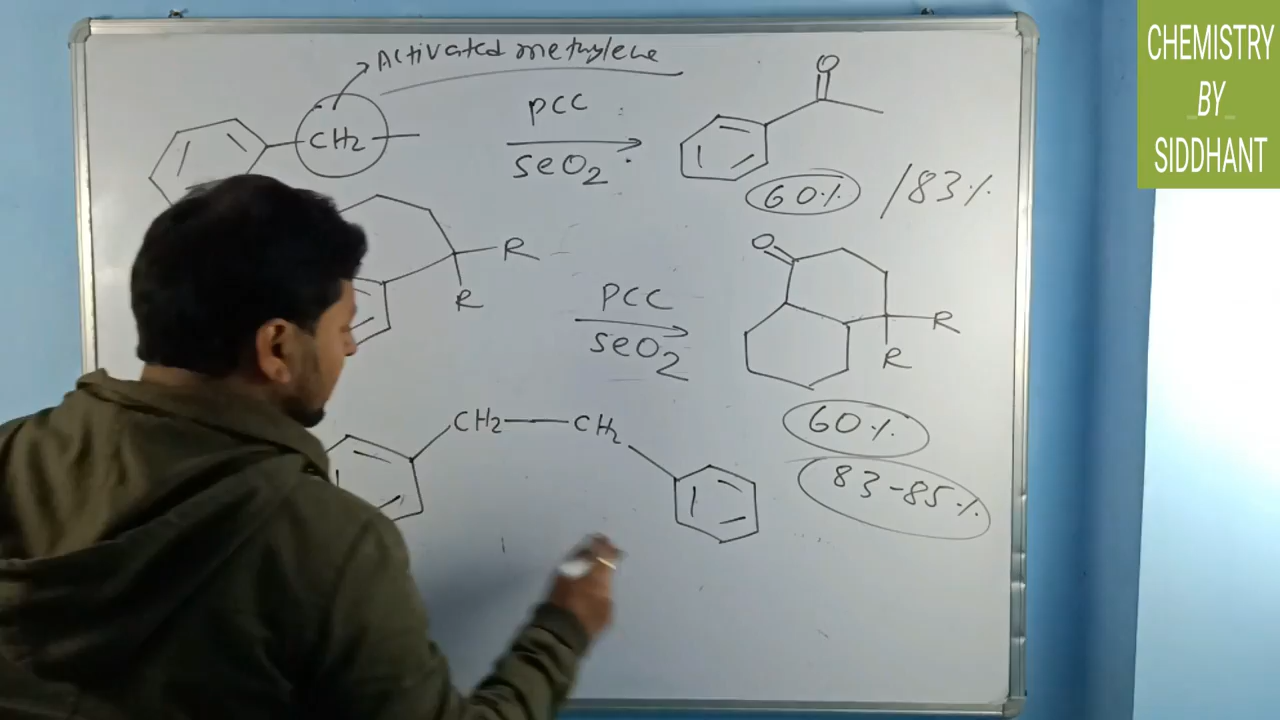 Activated methylene
CH2
PCC
SeO2
O
60%
/83%
R
R
PCC
SeO2
O
R
R
60%
83-85%
CH2
CH2
CHEMISTRY
BY
SIDDHANT